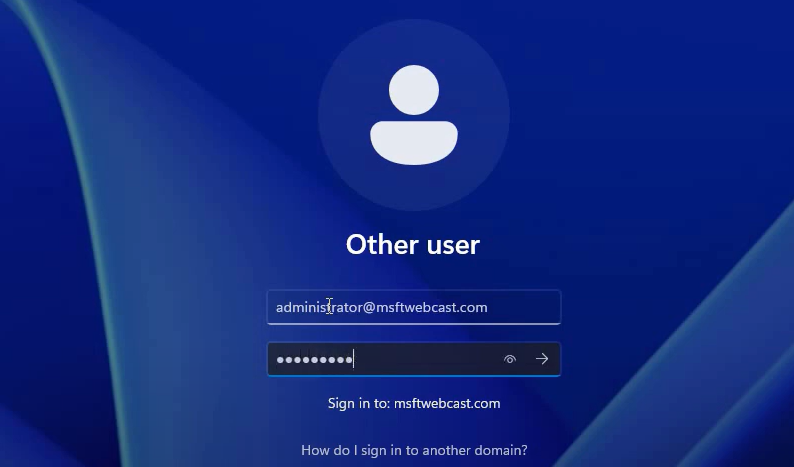 Other user
administrator@msftwebcast.com
●●●●●●●●●
Sign in to: msftwebcast.com
How do I sign in to another domain?